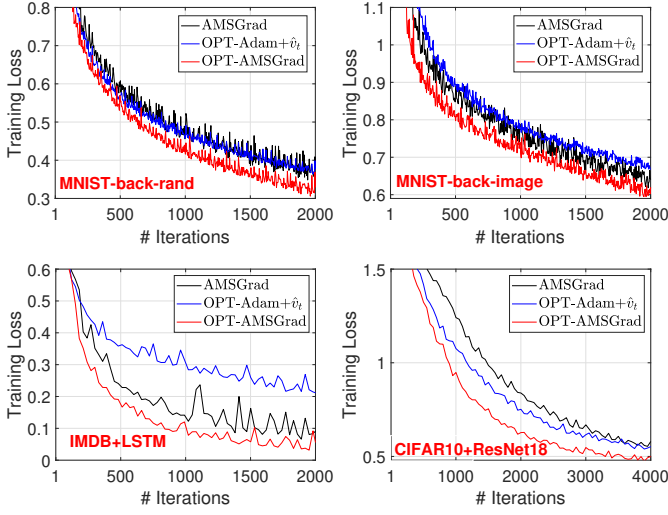 0.8
0.7
0.6
0.5
0.4
0.3
Training Loss
AMSGrad
OPT-Adam+v̂ₜ
OPT-AMSGrad
MNIST-back-rand
1 500 1000 1500 2000
# Iterations
1.1
1
0.9
0.8
0.7
0.6
Training Loss
AMSGrad
OPT-Adam+v̂ₜ
OPT-AMSGrad
MNIST-back-image
1 500 1000 1500 2000
# Iterations
0.6
0.5
0.4
0.3
0.2
0.1
0
Training Loss
AMSGrad
OPT-Adam+v̂ₜ
OPT-AMSGrad
IMDB+LSTM
1 500 1000 1500 2000
# Iterations
1.5
1
0.5
Training Loss
AMSGrad
OPT-Adam+v̂ₜ
OPT-AMSGrad
CIFAR10+ResNet18
1 1000 2000 3000 4000
# Iterations